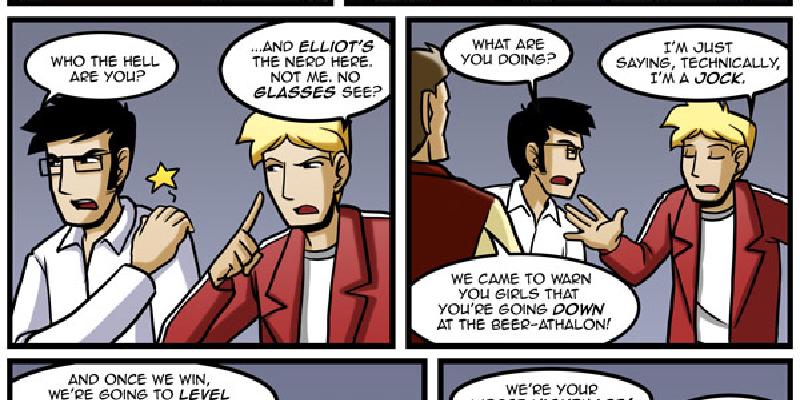 WHO THE HELL
ARE YOU?
...AND ELLIOT'S
THE NERD HERE.
NOT ME. NO
GLASSES SEE?
WHAT ARE
YOU DOING?
I'M JUST
SAYING, TECHNICALLY,
I'M A JOCK.
WE CAME TO WARN
YOU GIRLS THAT
YOU'RE GOING DOWN
AT THE BEER-ATHALON!
AND ONCE WE WIN,
WE'RE GOING TO LEVEL
WE'RE YOUR